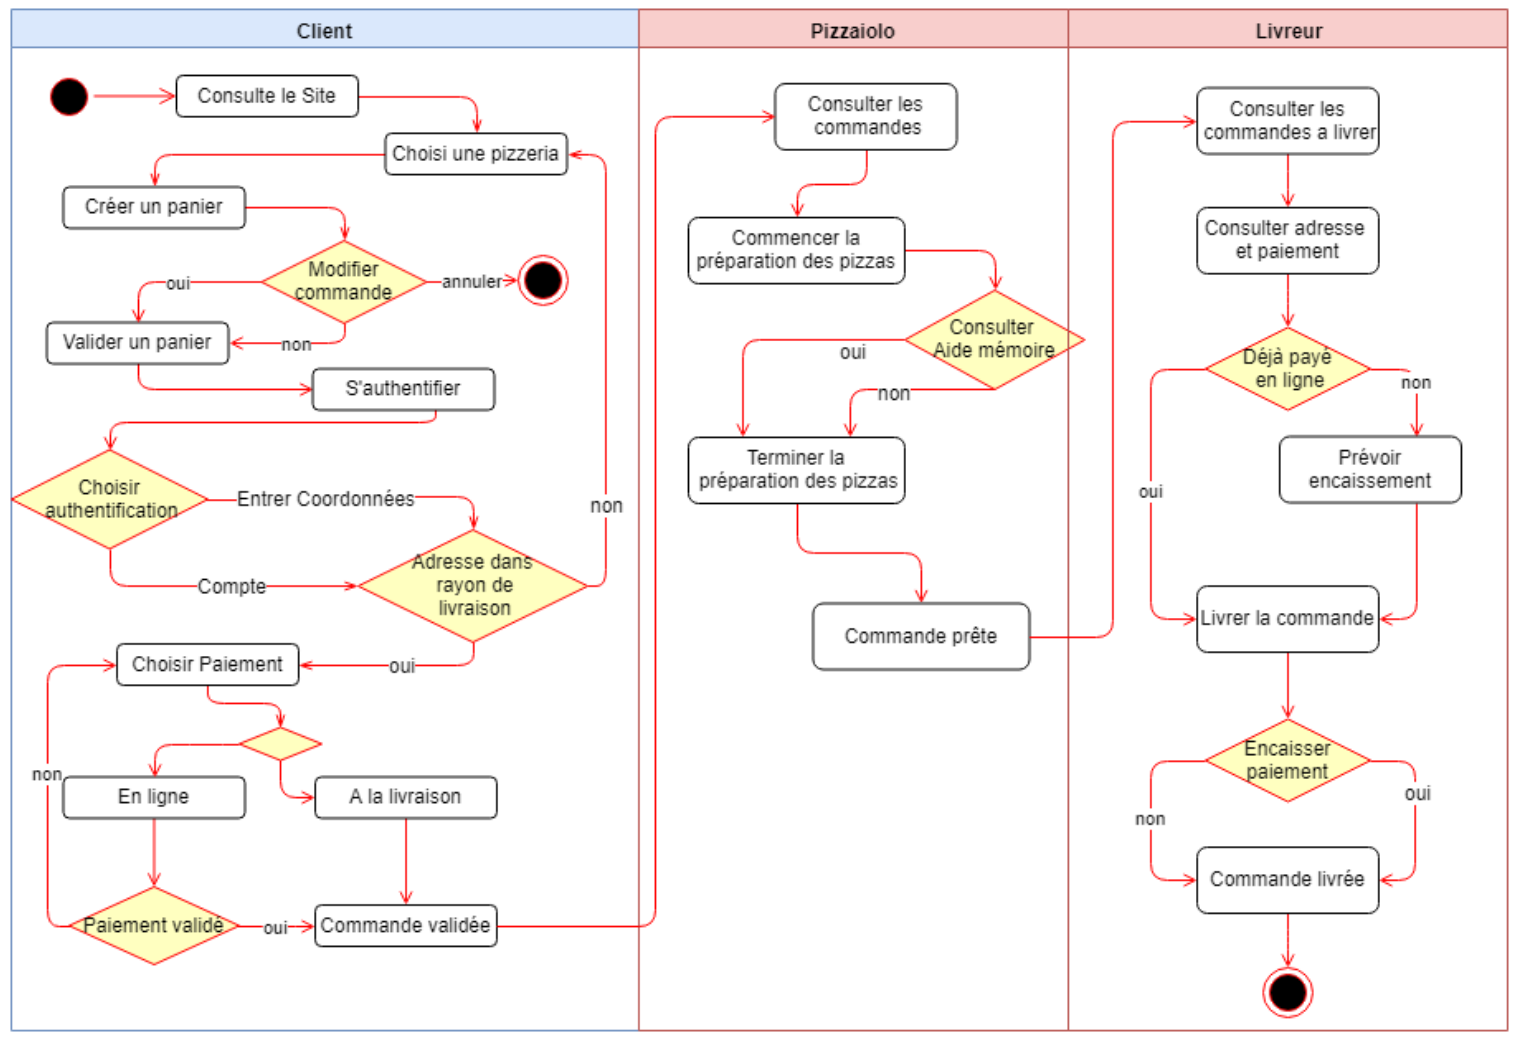 Client
Pizzaiolo
Livreur
Consulte le Site
Choisi une pizzeria
Créer un panier
Modifier
commande
oui
annuler
non
Valider un panier
S'authentifier
Choisir
authentification
Entrer Coordonnées
Compte
Adresse dans
rayon de
livraison
non
oui
Choisir Paiement
En ligne
A la livraison
non
Paiement validé
oui
Commande validée
Consulter les
commandes
Commencer la
préparation des pizzas
Consulter
Aide mémoire
oui
non
Terminer la
préparation des pizzas
Commande prête
Consulter les
commandes a livrer
Consulter adresse
et paiement
Déjà payé
en ligne
non
oui
Prévoir
encaissement
Livrer la commande
Encaisser
paiement
non
oui
Commande livrée